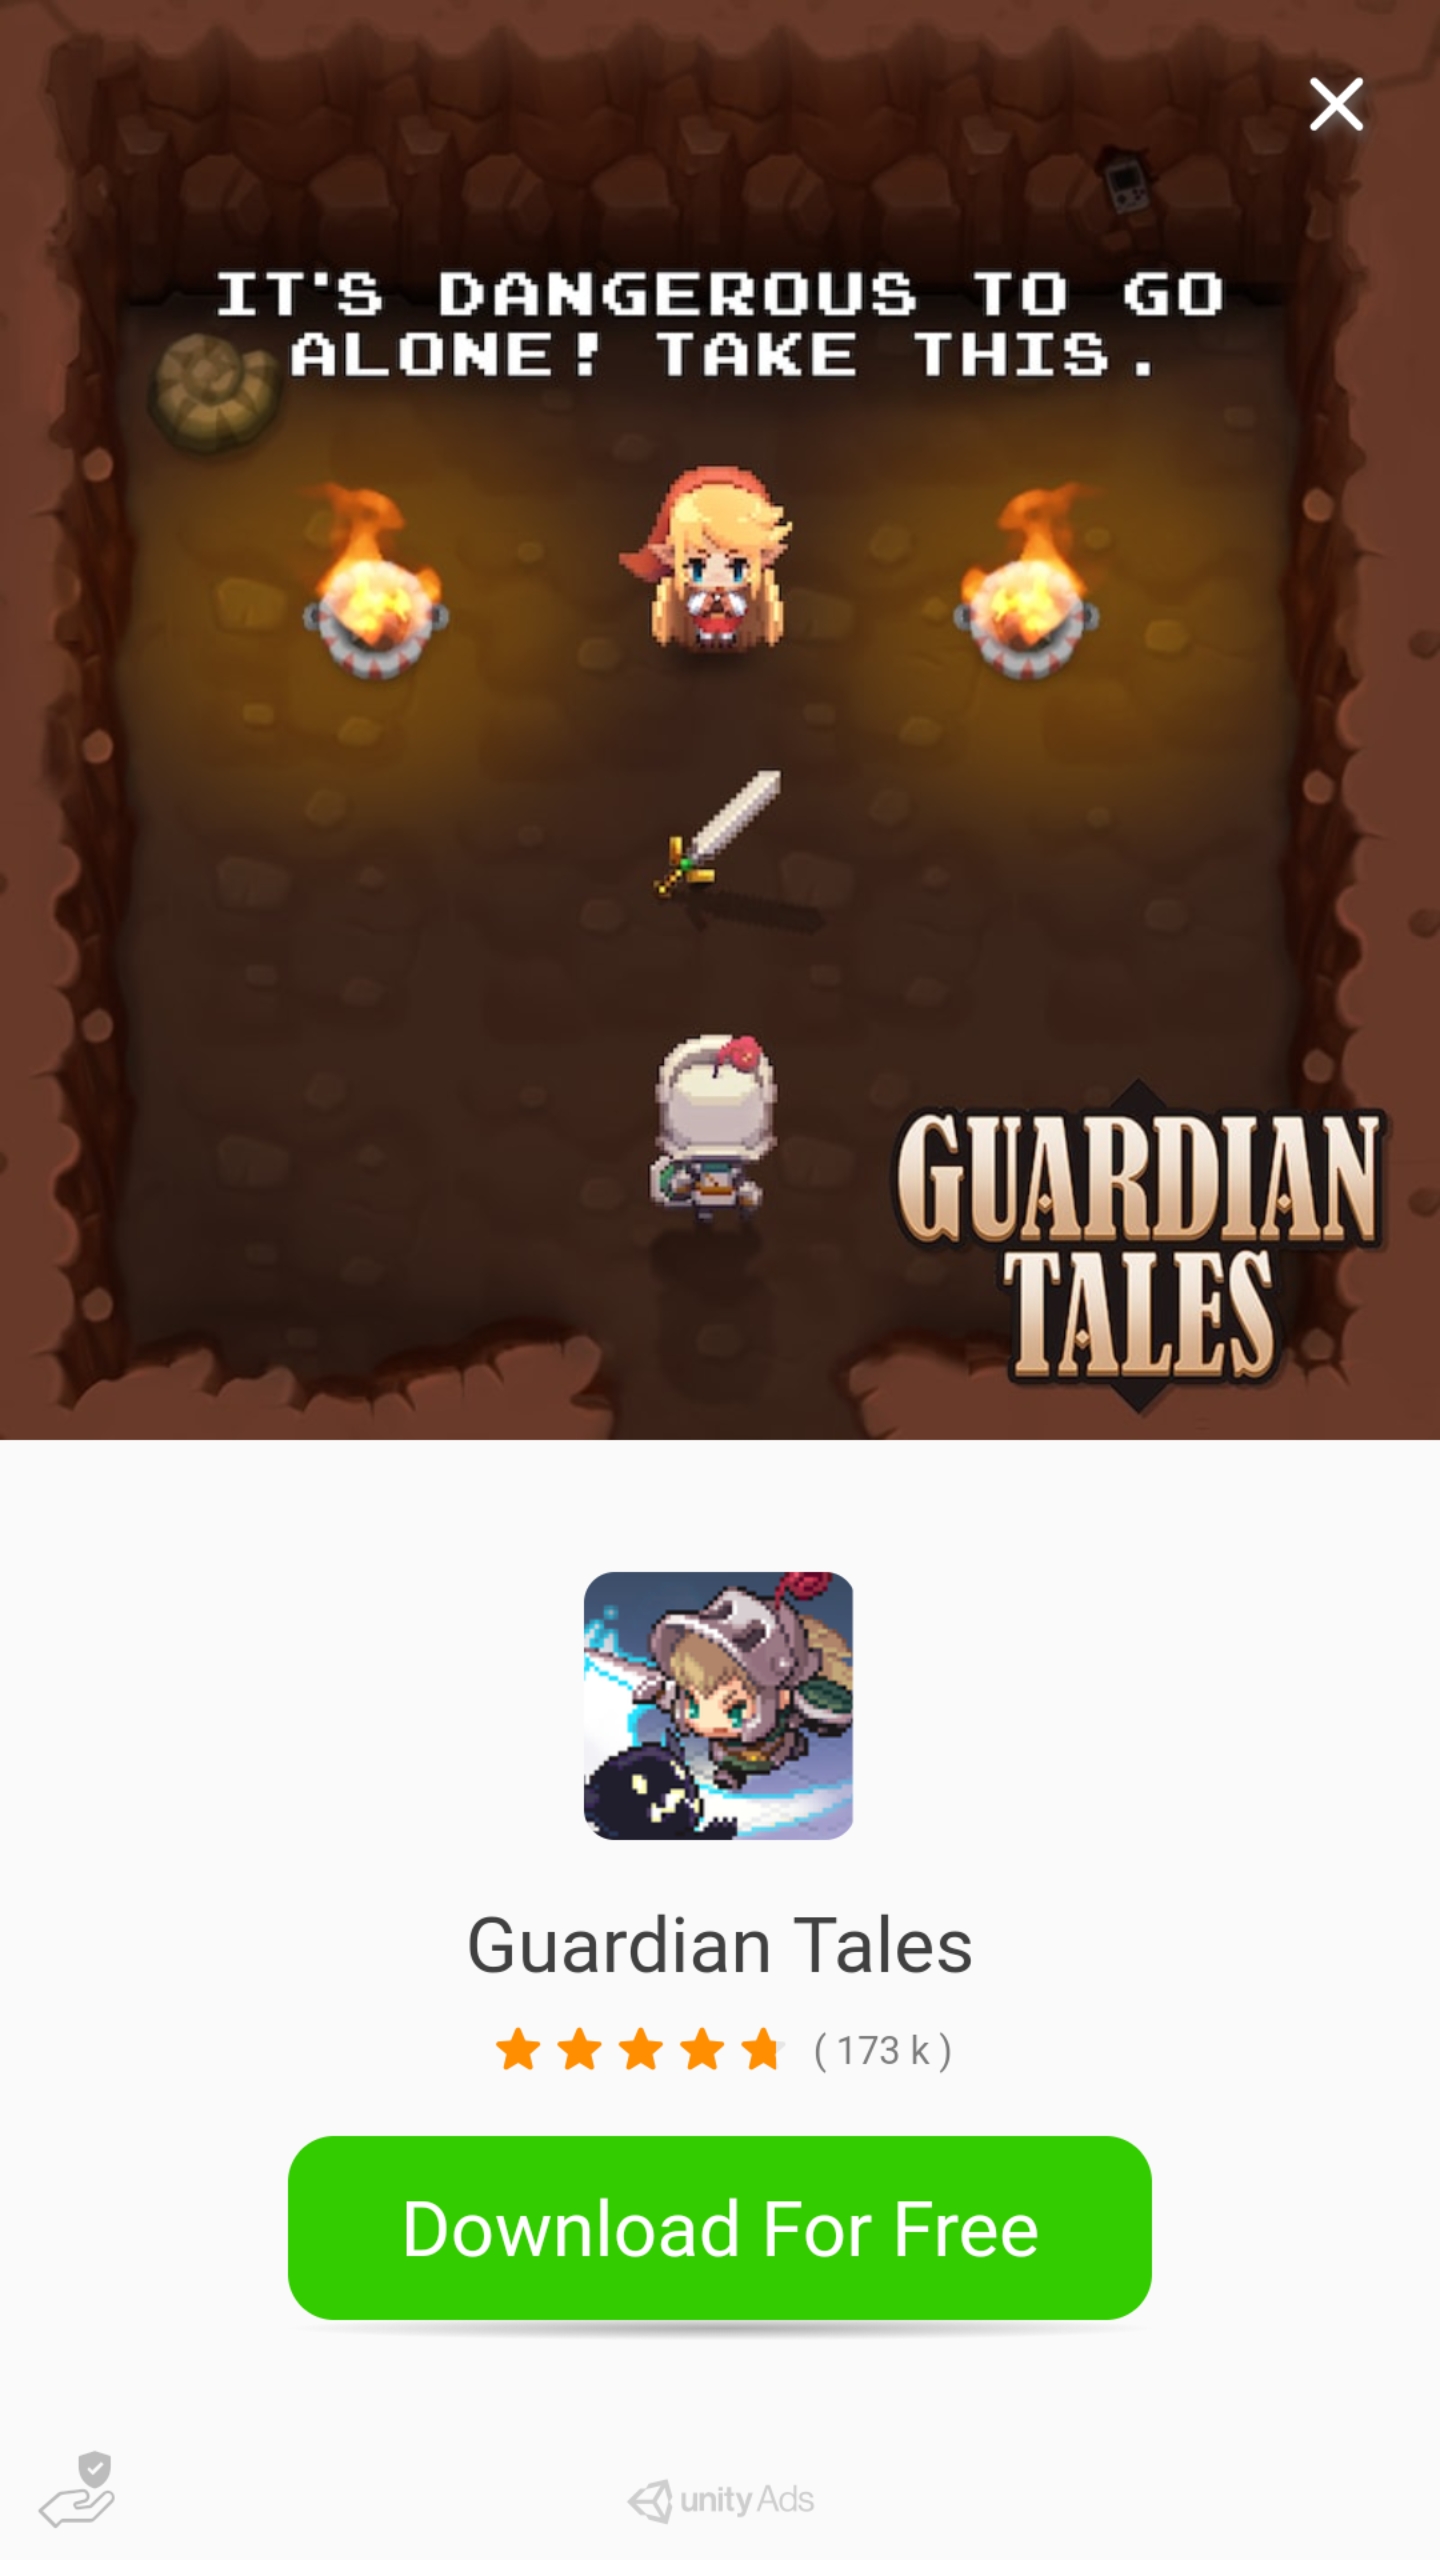 IT'S DANGEROUS TO GO
ALONE! TAKE THIS.
GUARDIAN
TALES
Guardian Tales
( 173 k )
Download For Free
unity Ads